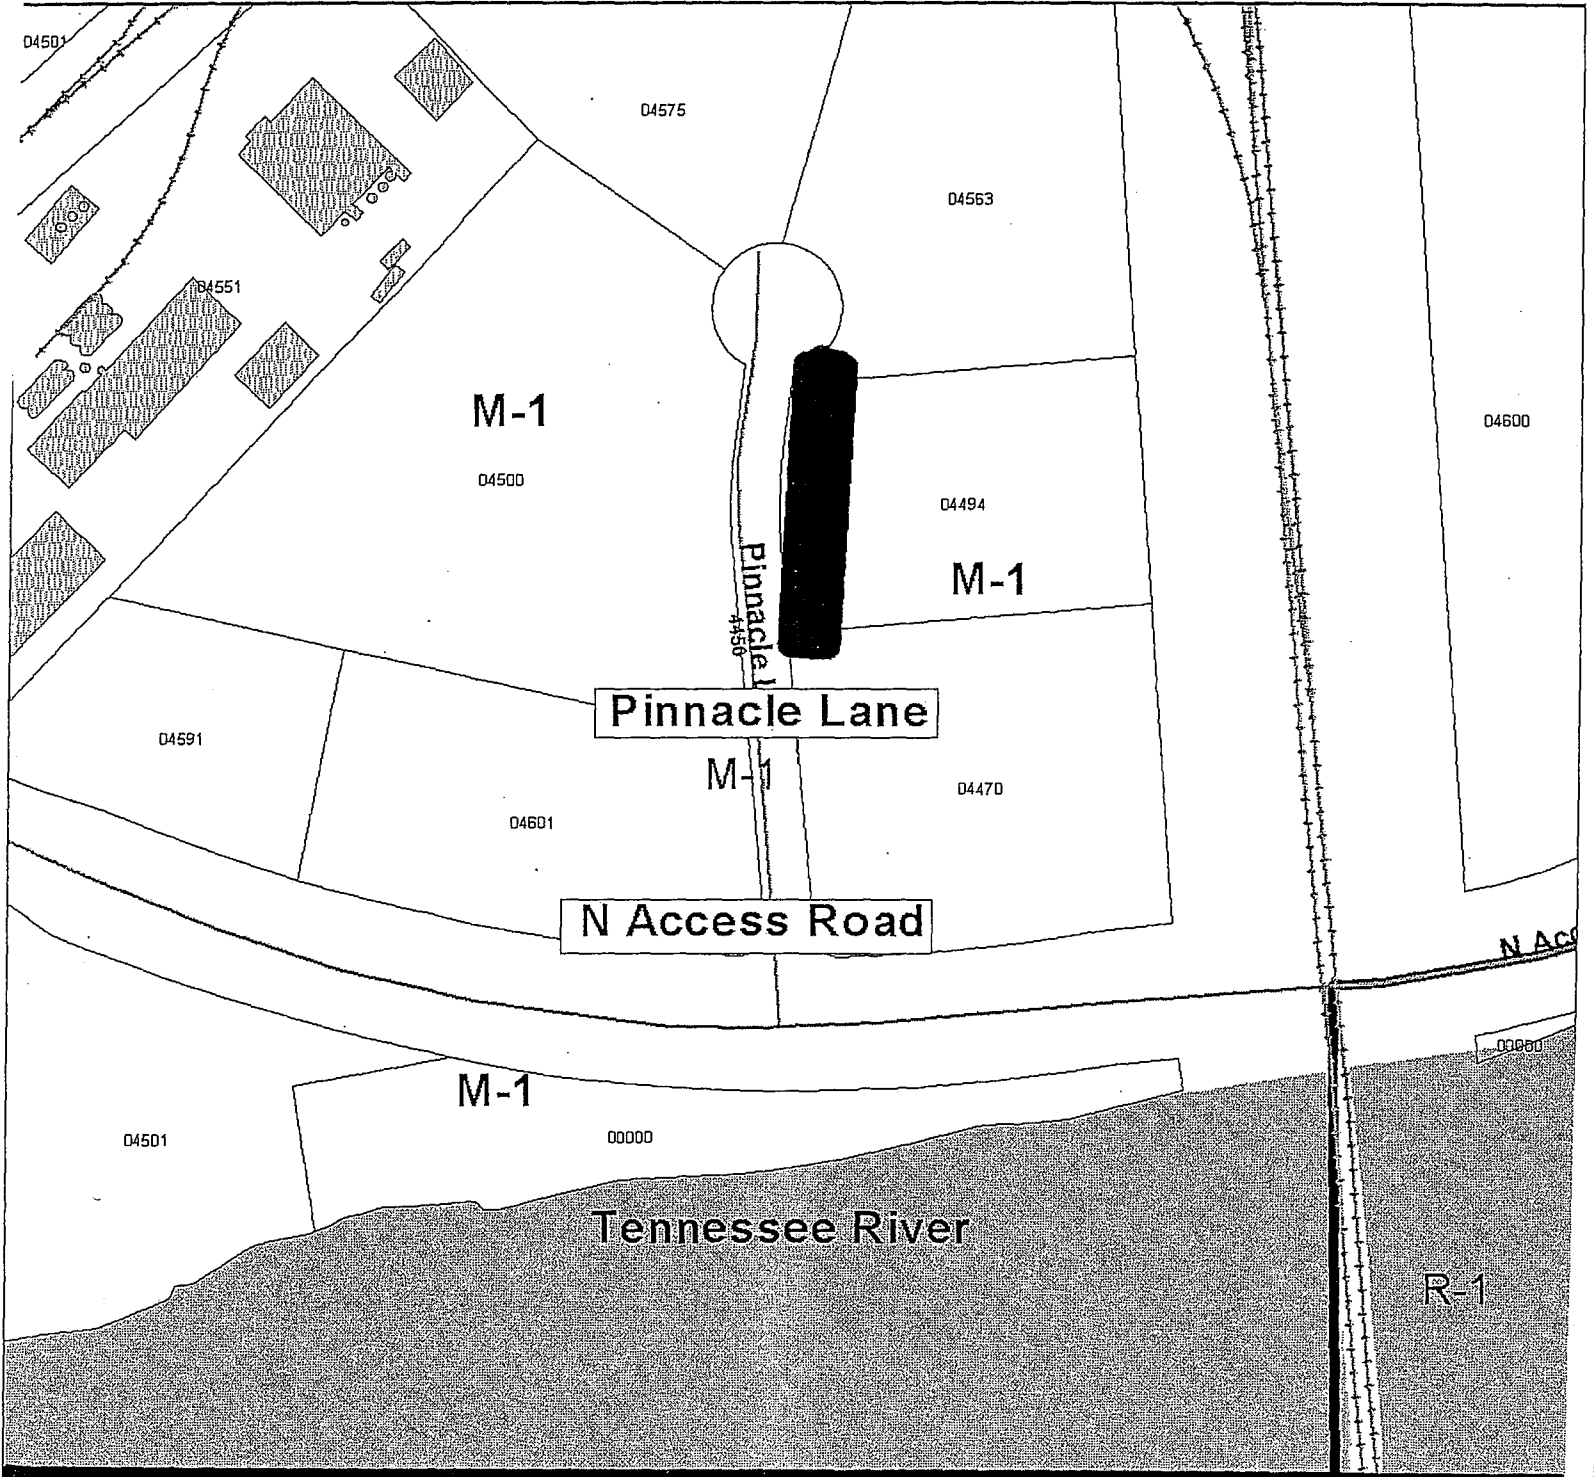 04501
04575
04563
04551
M-1
04600
04500
04494
M-1
Pinnacle L
4450
Pinnacle Lane
04591
M-1
04470
04601
N Access Road
N Acc
00000
M-1
04501
00000
Tennessee River
R-1